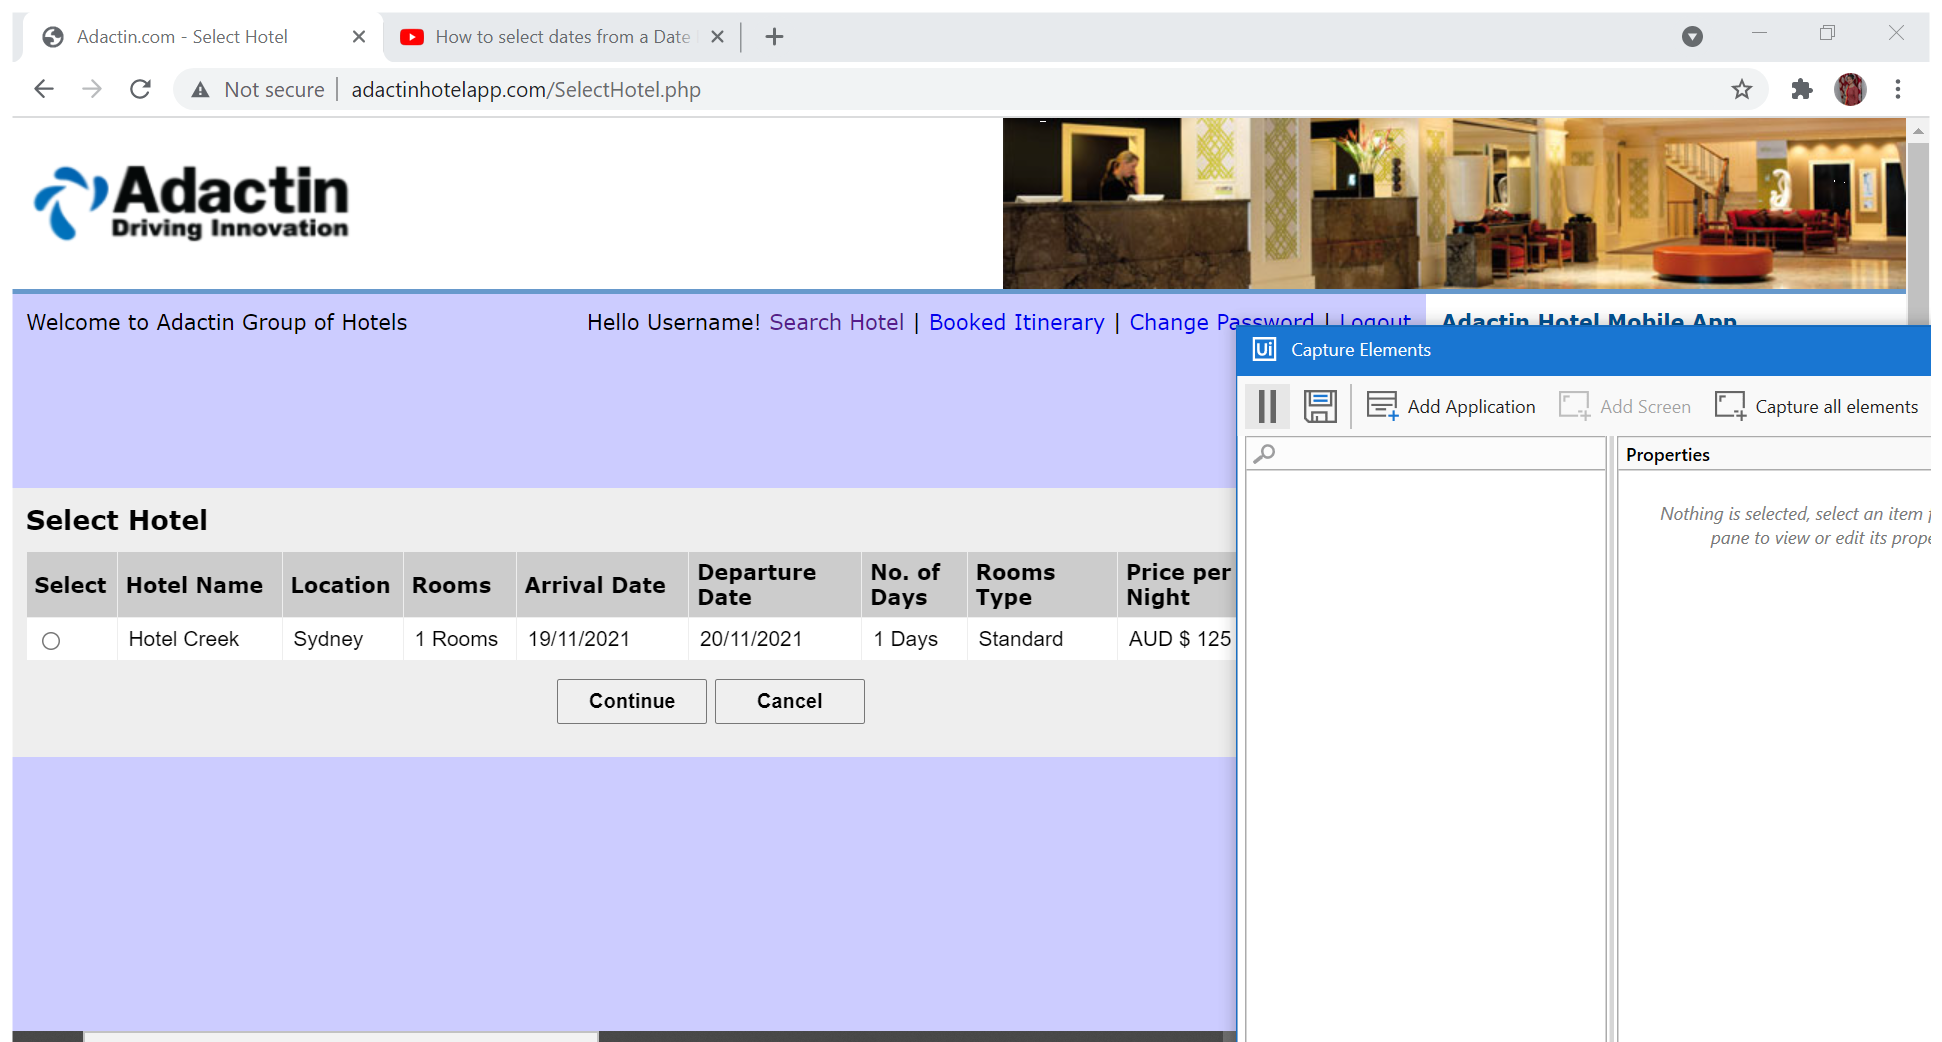 Adactin.com - Select Hotel
How to select dates from a Date
Not secure
adactinhotelapp.com/SelectHotel.php
Adactin
Driving Innovation
Welcome to Adactin Group of Hotels
Hello Username! Search Hotel | Booked Itinerary | Change Password | Logout
Adactin Hotel Mobile App
Ui Capture Elements
Add Application
Add Screen
Capture all elements
Properties
Nothing is selected, select an item
pane to view or edit its prope
Select Hotel
Select Hotel Name Location Rooms Arrival Date Departure Date No. of Days Rooms Type Price per Night
Hotel Creek Sydney 1 Rooms 19/11/2021 20/11/2021 1 Days Standard AUD $ 125
Continue Cancel